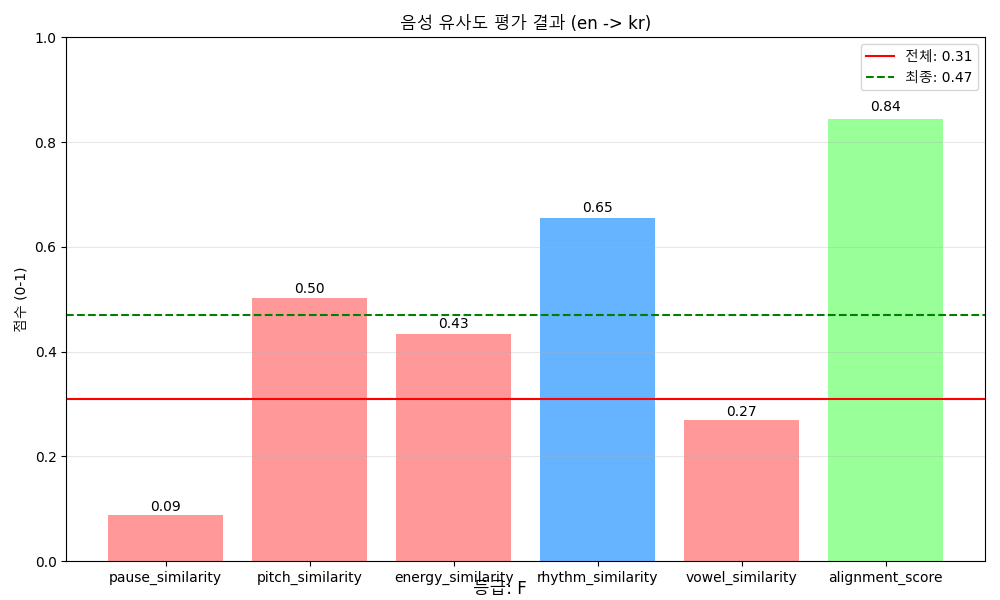 음성 유사도 평가 결과 (en -> kr)
전체: 0.31
최종: 0.47
점수 (0-1)
1.0
0.8
0.6
0.4
0.2
0.0
0.09
0.50
0.43
0.65
0.27
0.84
pause_similarity pitch_similarity energy_similarity rhythm_similarity vowel_similarity alignment_score
등급: F